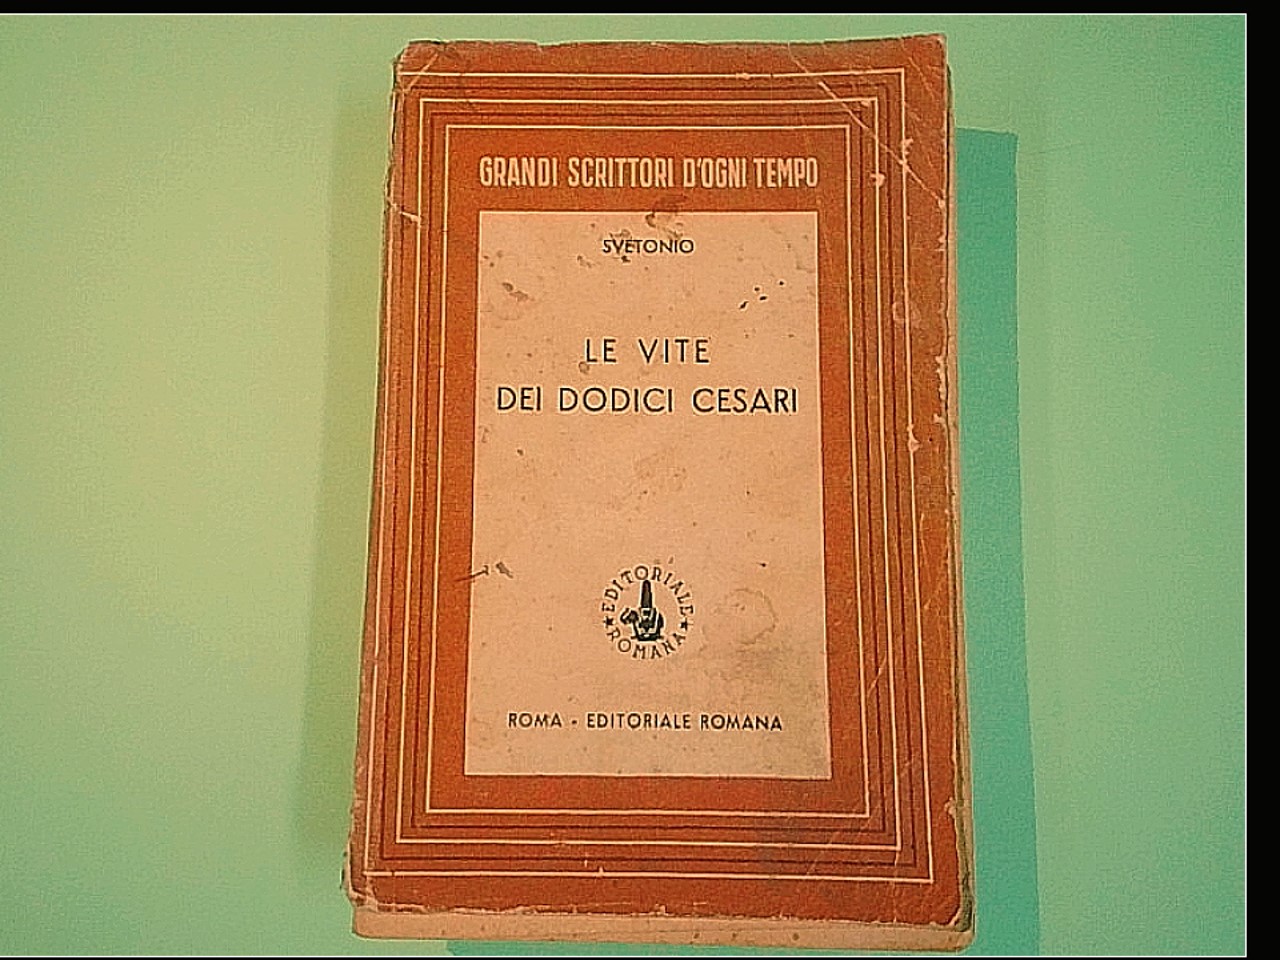 GRANDI SCRITTORI D'OGNI TEMPO
SVETONIO
LE VITE
DEI DODICI CESARI
EDITORIALE
ROMANA
ROMA - EDITORIALE ROMANA